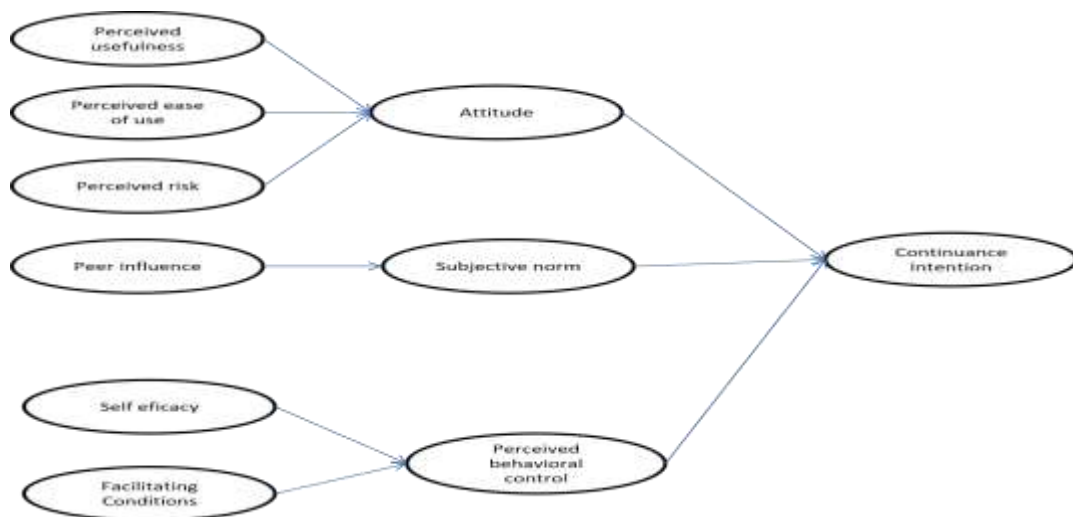 Perceived
usefulness
Perceived ease
of use
Attitude
Perceived risk
Peer influence
Subjective norm
Continuance
intention
Self eficacy
Perceived
behavioral
control
Facilitating
Conditions